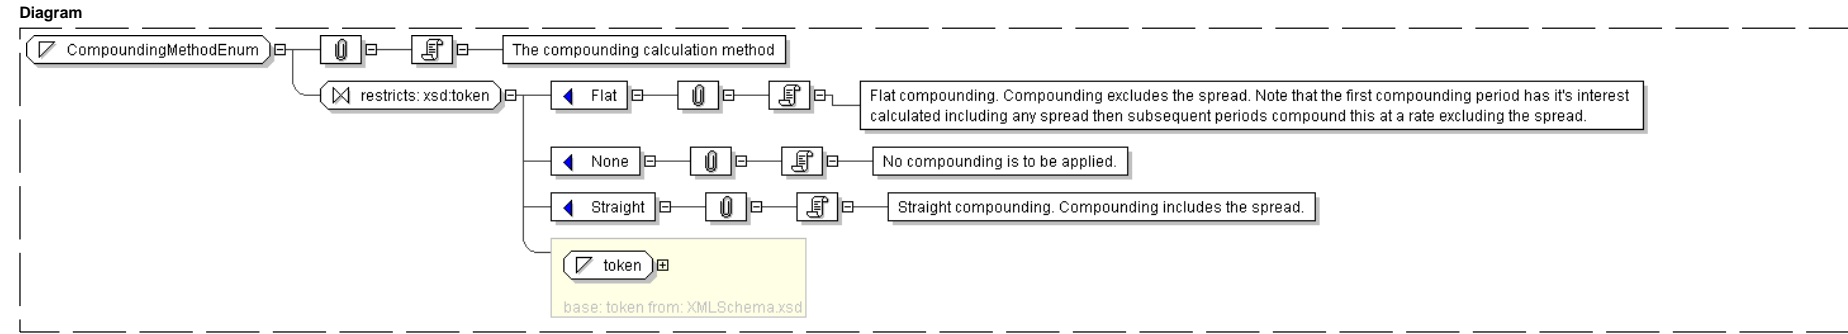 Diagram
CompoundingMethodEnum
The compounding calculation method
restricts: xsd:token
Flat
Flat compounding. Compounding excludes the spread. Note that the first compounding period has it's interest
calculated including any spread then subsequent periods compound this at a rate excluding the spread.
None
No compounding is to be applied.
Straight
Straight compounding. Compounding includes the spread.
token
base: token from: XMLSchema.xsd